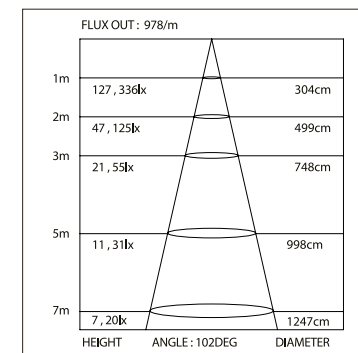 FLUX OUT : 978/m
1m
127 , 336lx 304cm
2m
47 , 125lx 499cm
3m
21 , 55lx 748cm
5m
11 , 31lx 998cm
7m
7 , 20lx 1247cm
HEIGHT ANGLE : 102DEG DIAMETER